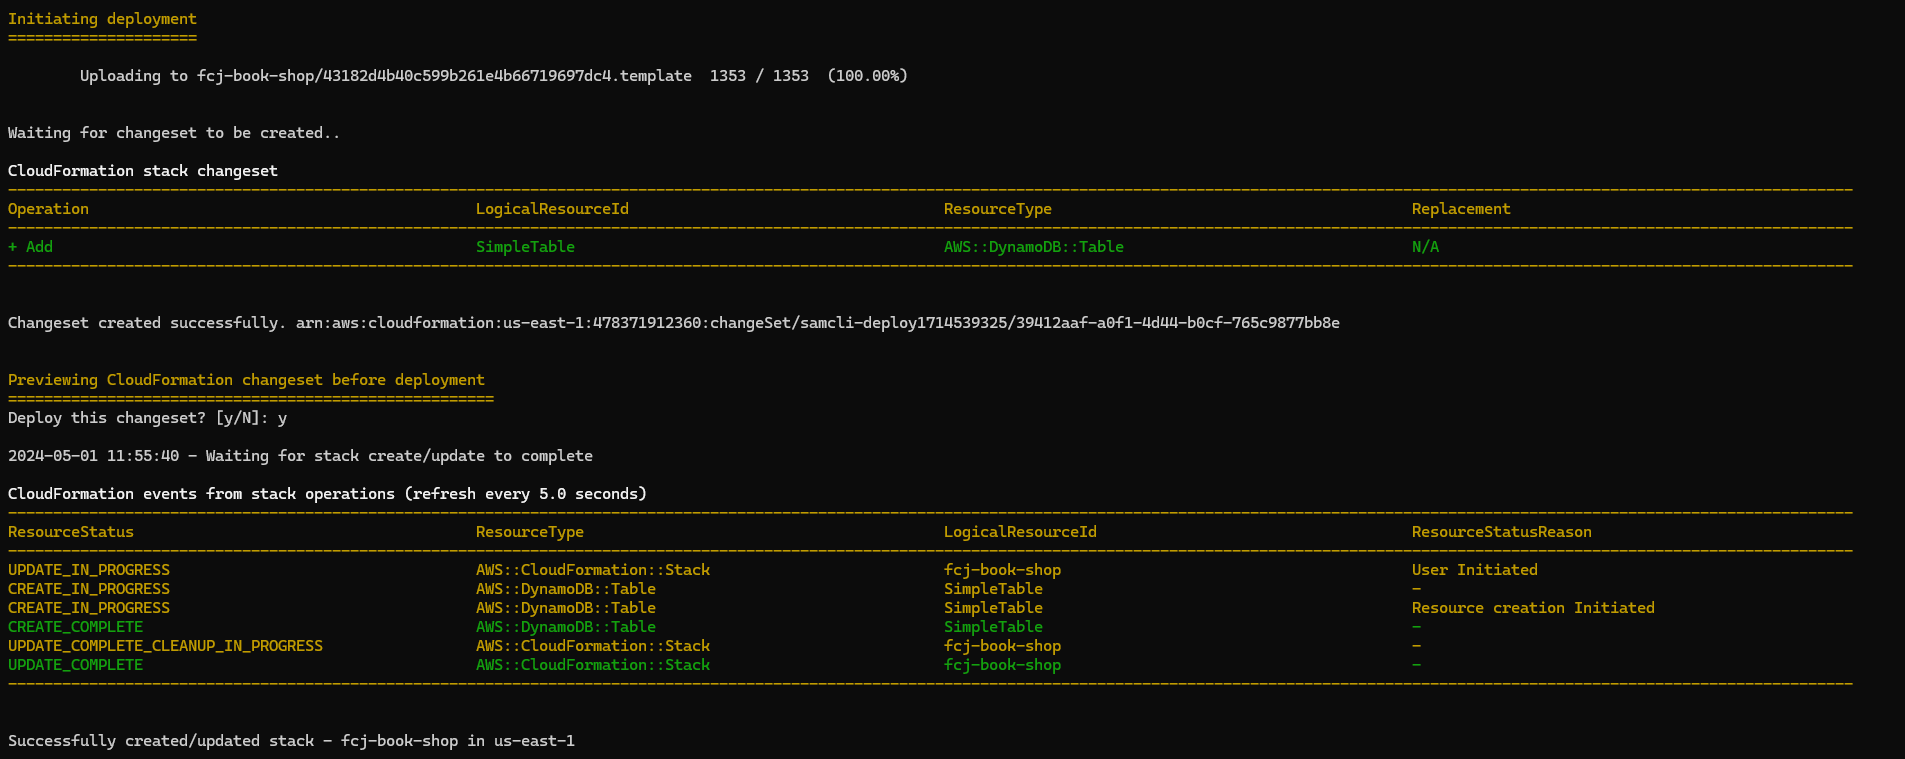 Initiating deployment
=====================
Uploading to fcj-book-shop/43182d4b40c599b261e4b66719697dc4.template  1353 / 1353  (100.00%)
Waiting for changeset to be created..
CloudFormation stack changeset
Operation LogicalResourceId ResourceType Replacement
+ Add SimpleTable AWS::DynamoDB::Table N/A
Changeset created successfully. arn:aws:cloudformation:us-east-1:478371912360:changeSet/samcli-deploy1714539325/39412aaf-a0f1-4d44-b0cf-765c9877bb8e
Previewing CloudFormation changeset before deployment
======================================================
Deploy this changeset? [y/N]: y
2024-05-01 11:55:40 - Waiting for stack create/update to complete
CloudFormation events from stack operations (refresh every 5.0 seconds)
ResourceStatus ResourceType LogicalResourceId ResourceStatusReason
UPDATE_IN_PROGRESS AWS::CloudFormation::Stack fcj-book-shop User Initiated
CREATE_IN_PROGRESS AWS::DynamoDB::Table SimpleTable -
CREATE_IN_PROGRESS AWS::DynamoDB::Table SimpleTable Resource creation Initiated
CREATE_COMPLETE AWS::DynamoDB::Table SimpleTable -
UPDATE_COMPLETE_CLEANUP_IN_PROGRESS AWS::CloudFormation::Stack fcj-book-shop -
UPDATE_COMPLETE AWS::CloudFormation::Stack fcj-book-shop -
Successfully created/updated stack - fcj-book-shop in us-east-1